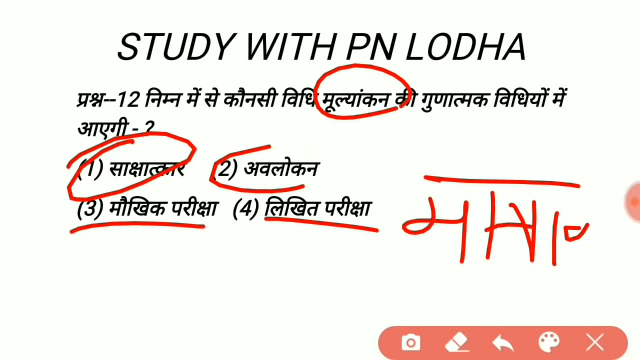 STUDY WITH PN LODHA
प्रश्न--12 निम्न में से कौनसी विधि मूल्यांकन की गुणात्मक विधियों में
आएगी - ?
(1) साक्षात्कार (2) अवलोकन
(3) मौखिक परीक्षा (4) लिखित परीक्षा